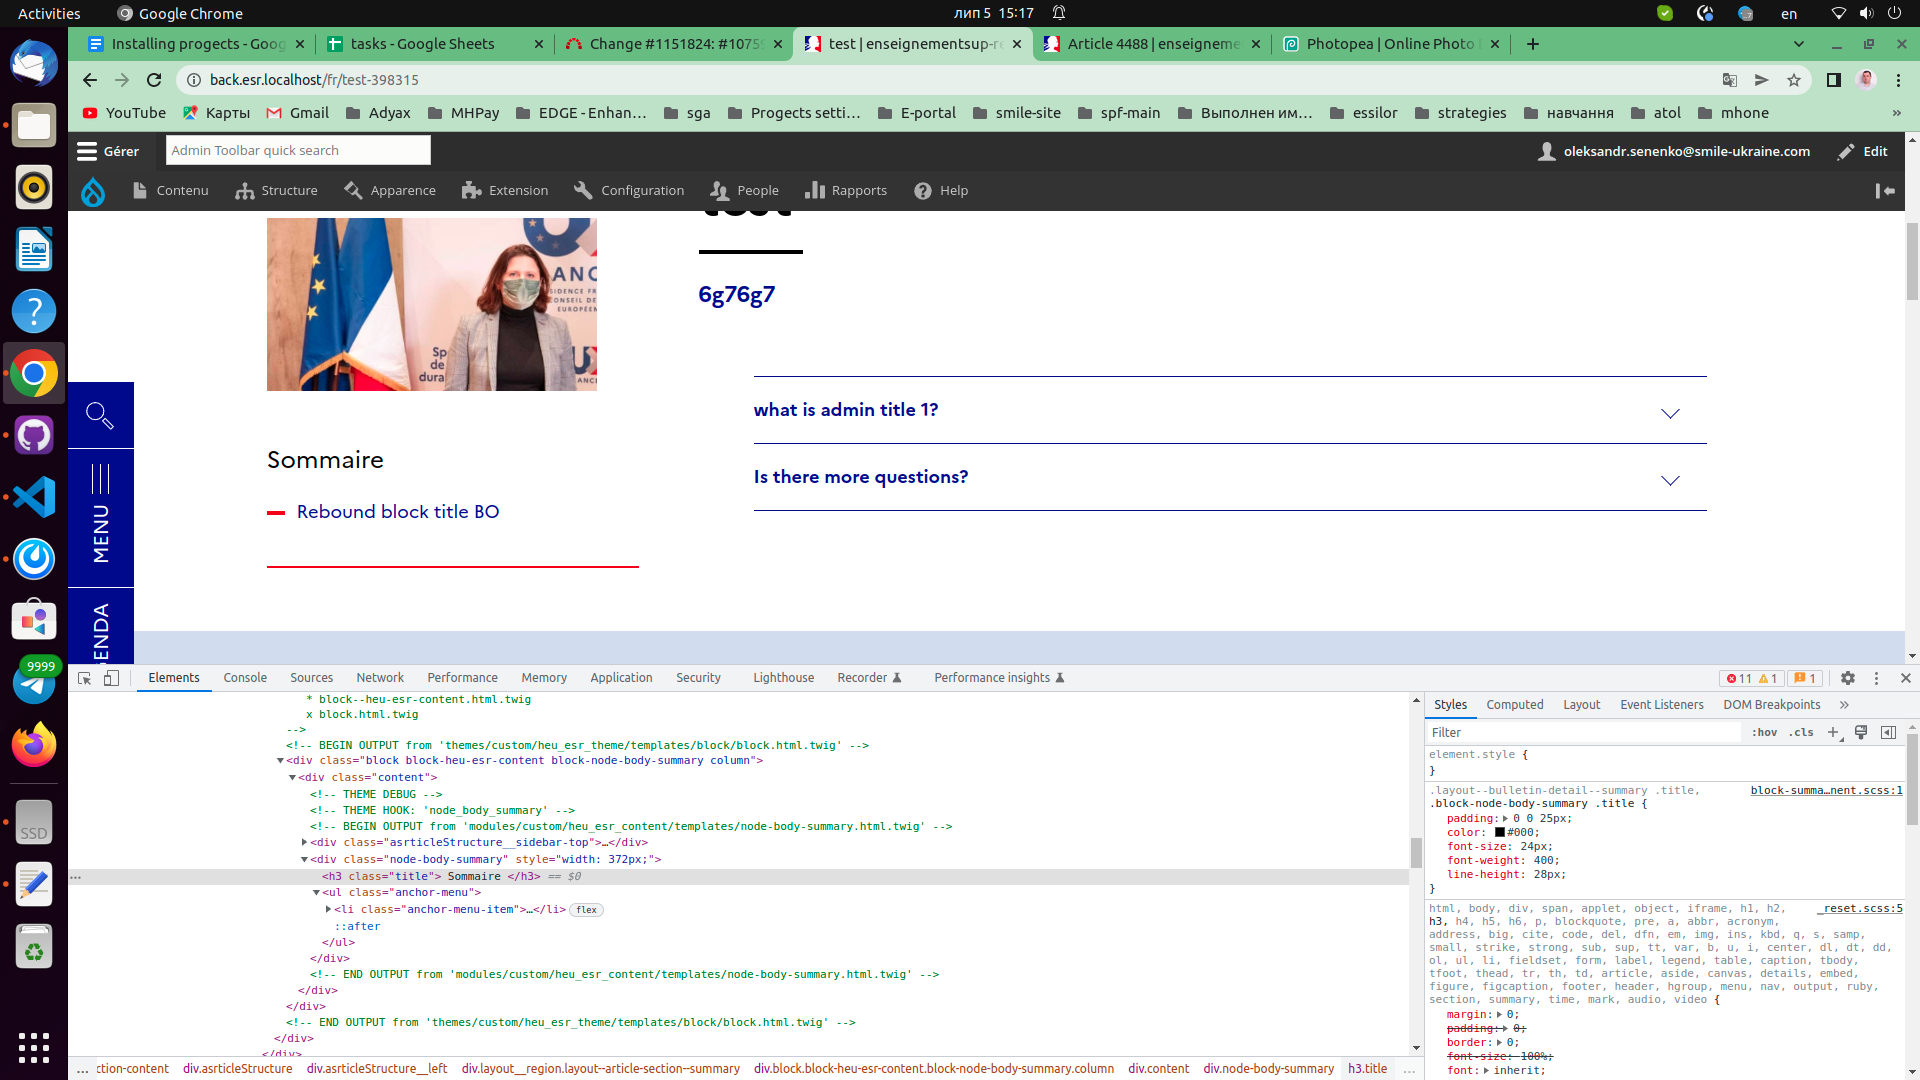 Activities
Google Chrome
лип 5 15:17
en
Installing progects - Goog
tasks - Google Sheets
Change #1151824: #1075
test | enseignementsup-re
Article 4488 | enseigneme
Photopea | Online Photo
back.esr.localhost/fr/test-398315
YouTube
Карты
Gmail
Adyax
MHPay
EDGE - Enhan...
sga
Progects setti...
E-portal
smile-site
spf-main
Выполнен им...
essilor
strategies
навчання
atol
mhone
»
Gérer
Admin Toolbar quick search
oleksandr.senenko@smile-ukraine.com
Edit
Contenu
Structure
Apparence
Extension
Configuration
People
Rapports
Help
test
6g76g7
what is admin title 1?
Is there more questions?
Sommaire
Rebound block title BO
MENU
GENDA
9999
SSD
Elements
Console
Sources
Network
Performance
Memory
Application
Security
Lighthouse
Recorder
Performance insights
11
1
1
* block--heu-esr-content.html.twig
x block.html.twig
-->
<!-- BEGIN OUTPUT from 'themes/custom/heu_esr_theme/templates/block/block.html.twig' -->
<div class="block block-heu-esr-content block-node-body-summary column">
<div class="content">
<!-- THEME DEBUG -->
<!-- THEME HOOK: 'node_body_summary' -->
<!-- BEGIN OUTPUT from 'modules/custom/heu_esr_content/templates/node-body-summary.html.twig' -->
<div class="asrticleStructure__sidebar-top">…</div>
<div class="node-body-summary" style="width: 372px;">
<h3 class="title"> Sommaire </h3> == $0
<ul class="anchor-menu">
<li class="anchor-menu-item">…</li> flex
::after
</ul>
</div>
<!-- END OUTPUT from 'modules/custom/heu_esr_content/templates/node-body-summary.html.twig' -->
</div>
</div>
<!-- END OUTPUT from 'themes/custom/heu_esr_theme/templates/block/block.html.twig' -->
</div>
</div>
... ction-content
div.asrticleStructure
div.asrticleStructure__left
div.layout__region.layout--article-section--summary
div.block.block-heu-esr-content.block-node-body-summary.column
div.content
div.node-body-summary
h3.title
...
Styles
Computed
Layout
Event Listeners
DOM Breakpoints
»
Filter
:hov
.cls
element.style {
}
.layout--bulletin-detail--summary .title,
block-summa…nent.scss:1
.block-node-body-summary .title {
padding: 0 0 25px;
color: #000;
font-size: 24px;
font-weight: 400;
line-height: 28px;
}
html, body, div, span, applet, object, iframe, h1, h2,
_reset.scss:5
h3, h4, h5, h6, p, blockquote, pre, a, abbr, acronym,
address, big, cite, code, del, dfn, em, img, ins, kbd, q, s, samp,
small, strike, strong, sub, sup, tt, var, b, u, i, center, dl, dt, dd,
ol, ul, li, fieldset, form, label, legend, table, caption, tbody,
tfoot, thead, tr, th, td, article, aside, canvas, details, embed,
figure, figcaption, footer, header, hgroup, menu, nav, output, ruby,
section, summary, time, mark, audio, video {
margin: 0;
padding: 0;
border: 0;
font-size: 100%;
font: inherit;